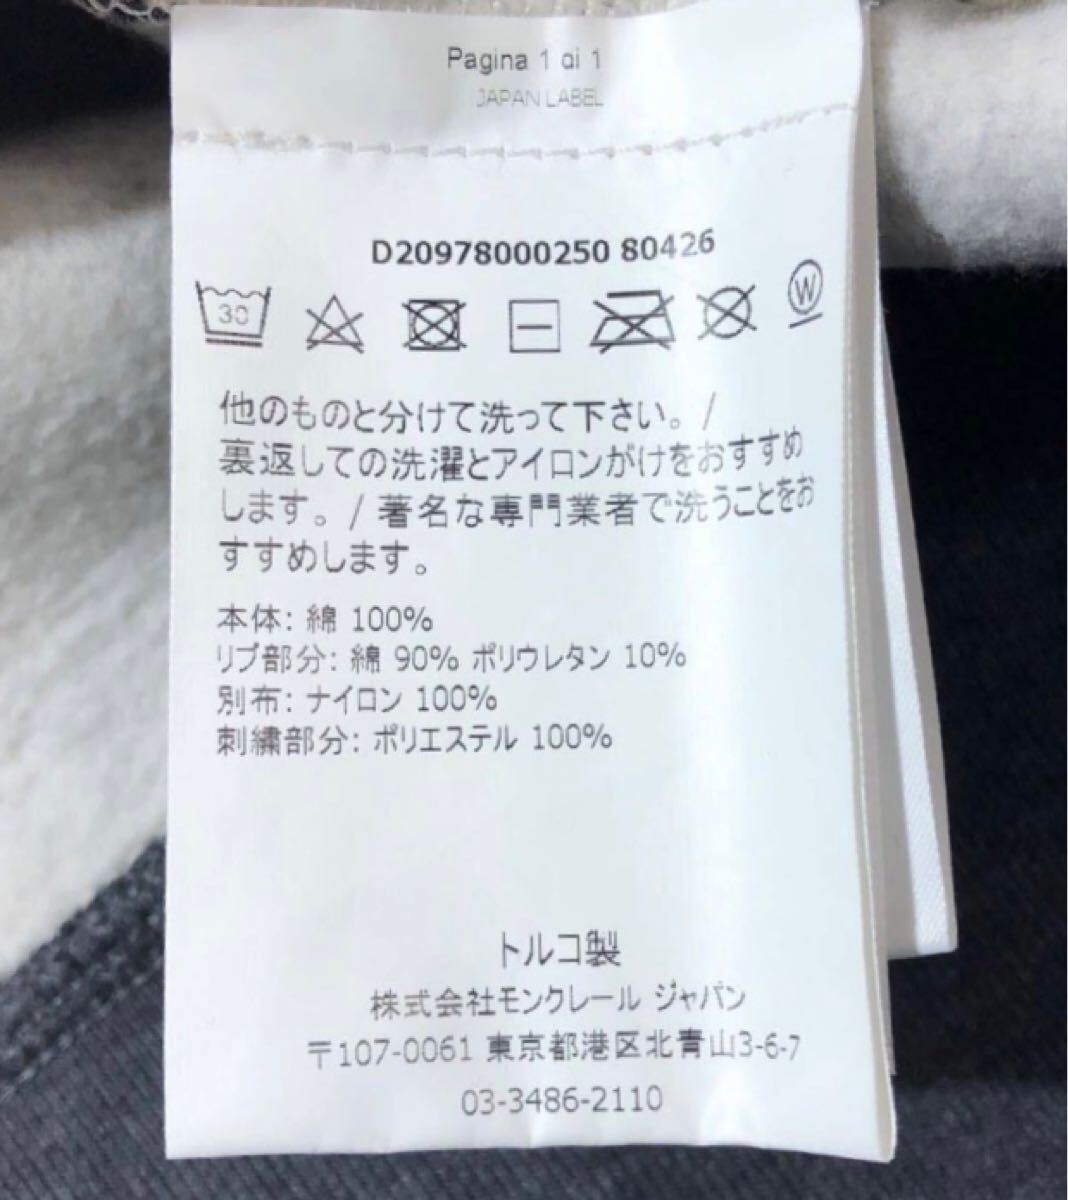 Pagina 1 di 1
JAPAN LABEL
D20978000250 80426
30
W
他のものと分けて洗って下さい。/
裏返しての洗濯とアイロンがけをおすすめ
します。/ 著名な専門業者で洗うことをお
すすめします。
本体: 綿 100%
リブ部分: 綿 90% ポリウレタン 10%
別布: ナイロン 100%
刺繍部分: ポリエステル 100%
トルコ製
株式会社モンクレール ジャパン
〒107-0061 東京都港区北青山3-6-7
03-3486-2110